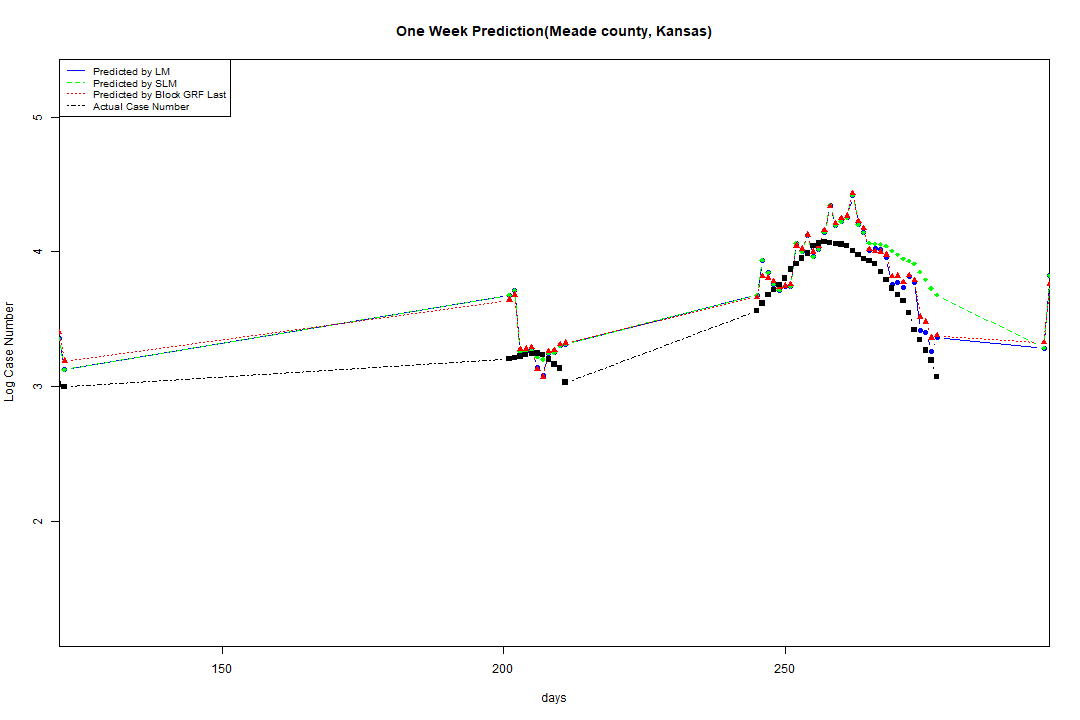 One Week Prediction(Meade county, Kansas)
Predicted by LM
Predicted by SLM
Predicted by Block GRF Last
Actual Case Number
5
4
3
2
Log Case Number
150
200
250
days